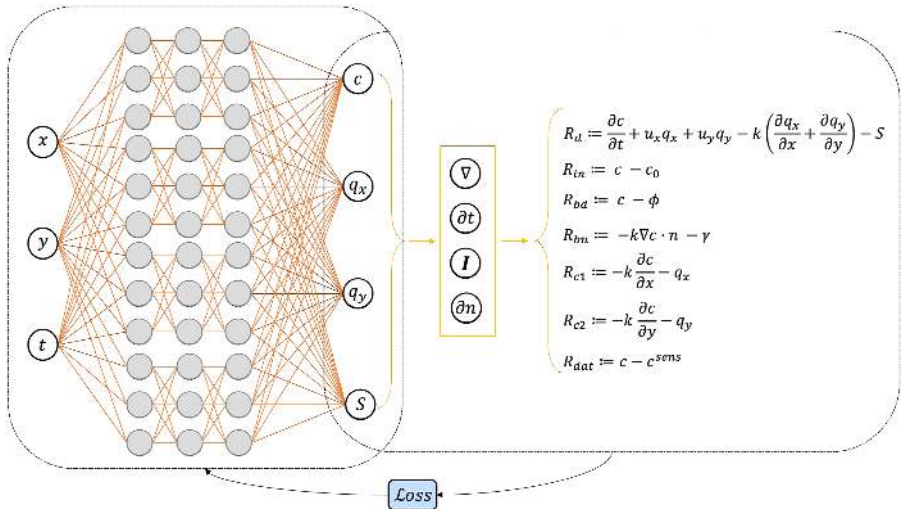 x
y
t
c
q_x
q_y
S
∇
∂t
I
∂n
R_d ≔ ∂c/∂t + u_x q_x + u_y q_y − k (∂q_x/∂x + ∂q_y/∂y) − S
R_in ≔ c − c_0
R_bd ≔ c − ϕ
R_bn ≔ −k∇c · n − γ
R_c1 ≔ −k ∂c/∂x − q_x
R_c2 ≔ −k ∂c/∂y − q_y
R_dat ≔ c − c^sens
ℒoss